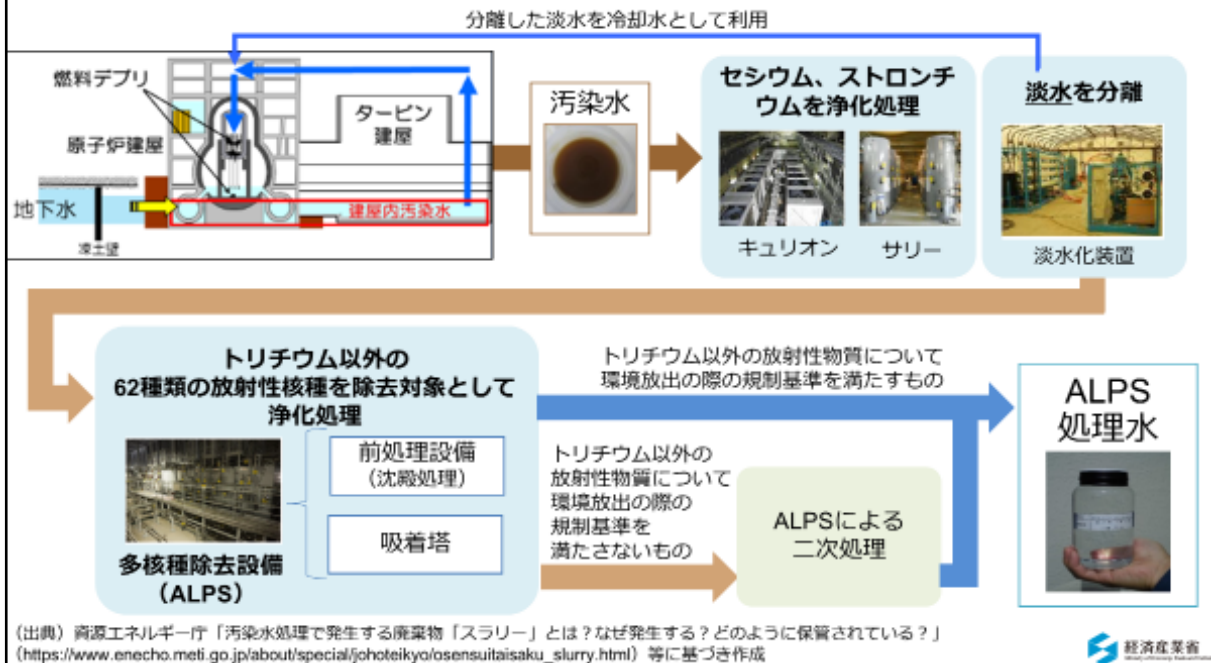 分離した淡水を冷却水として利用
燃料デブリ
原子炉建屋
タービン
建屋
地下水
凍土壁
建屋内汚染水
汚染水
セシウム、ストロンチ
ウムを浄化処理
キュリオン
サリー
淡水を分離
淡水化装置
トリチウム以外の
62種類の放射性核種を除去対象として
浄化処理
前処理設備
(沈殿処理)
吸着塔
多核種除去設備
(ALPS)
トリチウム以外の放射性物質について
環境放出の際の規制基準を満たすもの
トリチウム以外の
放射性物質について
環境放出の際の
規制基準を
満たさないもの
ALPSによる
二次処理
ALPS
処理水
(出典)資源エネルギー庁「汚染水処理で発生する廃棄物「スラリー」とは?なぜ発生する?どのように保管されている?」
(https://www.enecho.meti.go.jp/about/special/johoteikyo/osensuitaisaku_slurry.html)等に基づき作成
経済産業省